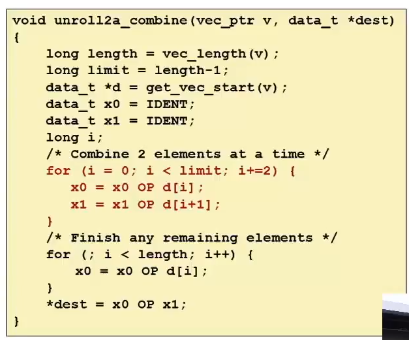 void unroll2a_combine(vec_ptr v, data_t *dest)
{
    long length = vec_length(v);
    long limit = length-1;
    data_t *d = get_vec_start(v);
    data_t x0 = IDENT;
    data_t x1 = IDENT;
    long i;
    /* Combine 2 elements at a time */
    for (i = 0; i < limit; i+=2) {
       x0 = x0 OP d[i];
       x1 = x1 OP d[i+1];
    }
    /* Finish any remaining elements */
    for (; i < length; i++) {
        x0 = x0 OP d[i];
    }
    *dest = x0 OP x1;
}